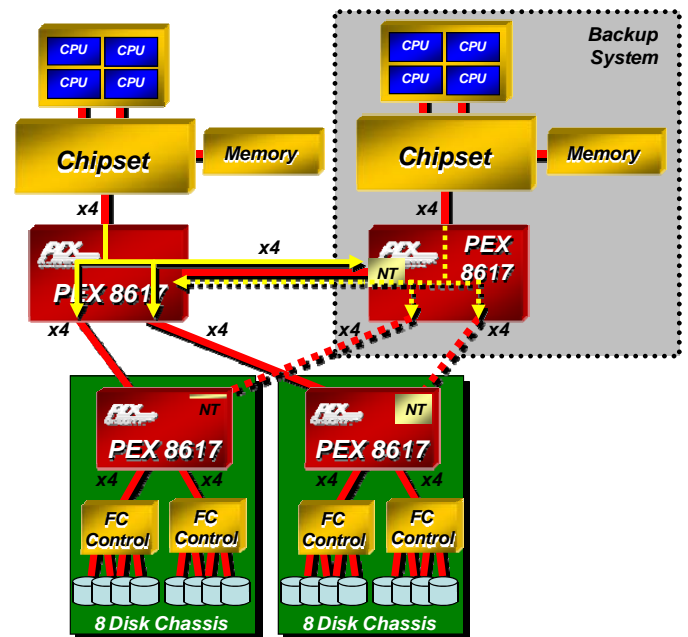 Backup
System
CPU CPU
CPU CPU
Chipset
Memory
CPU CPU
CPU CPU
Chipset
Memory
x4
x4
PEX 8617
x4
PEX
8617
NT
x4
x4
x4
x4
NT
PEX 8617
x4
x4
FC
Control
FC
Control
8 Disk Chassis
NT
PEX 8617
x4
x4
FC
Control
FC
Control
8 Disk Chassis